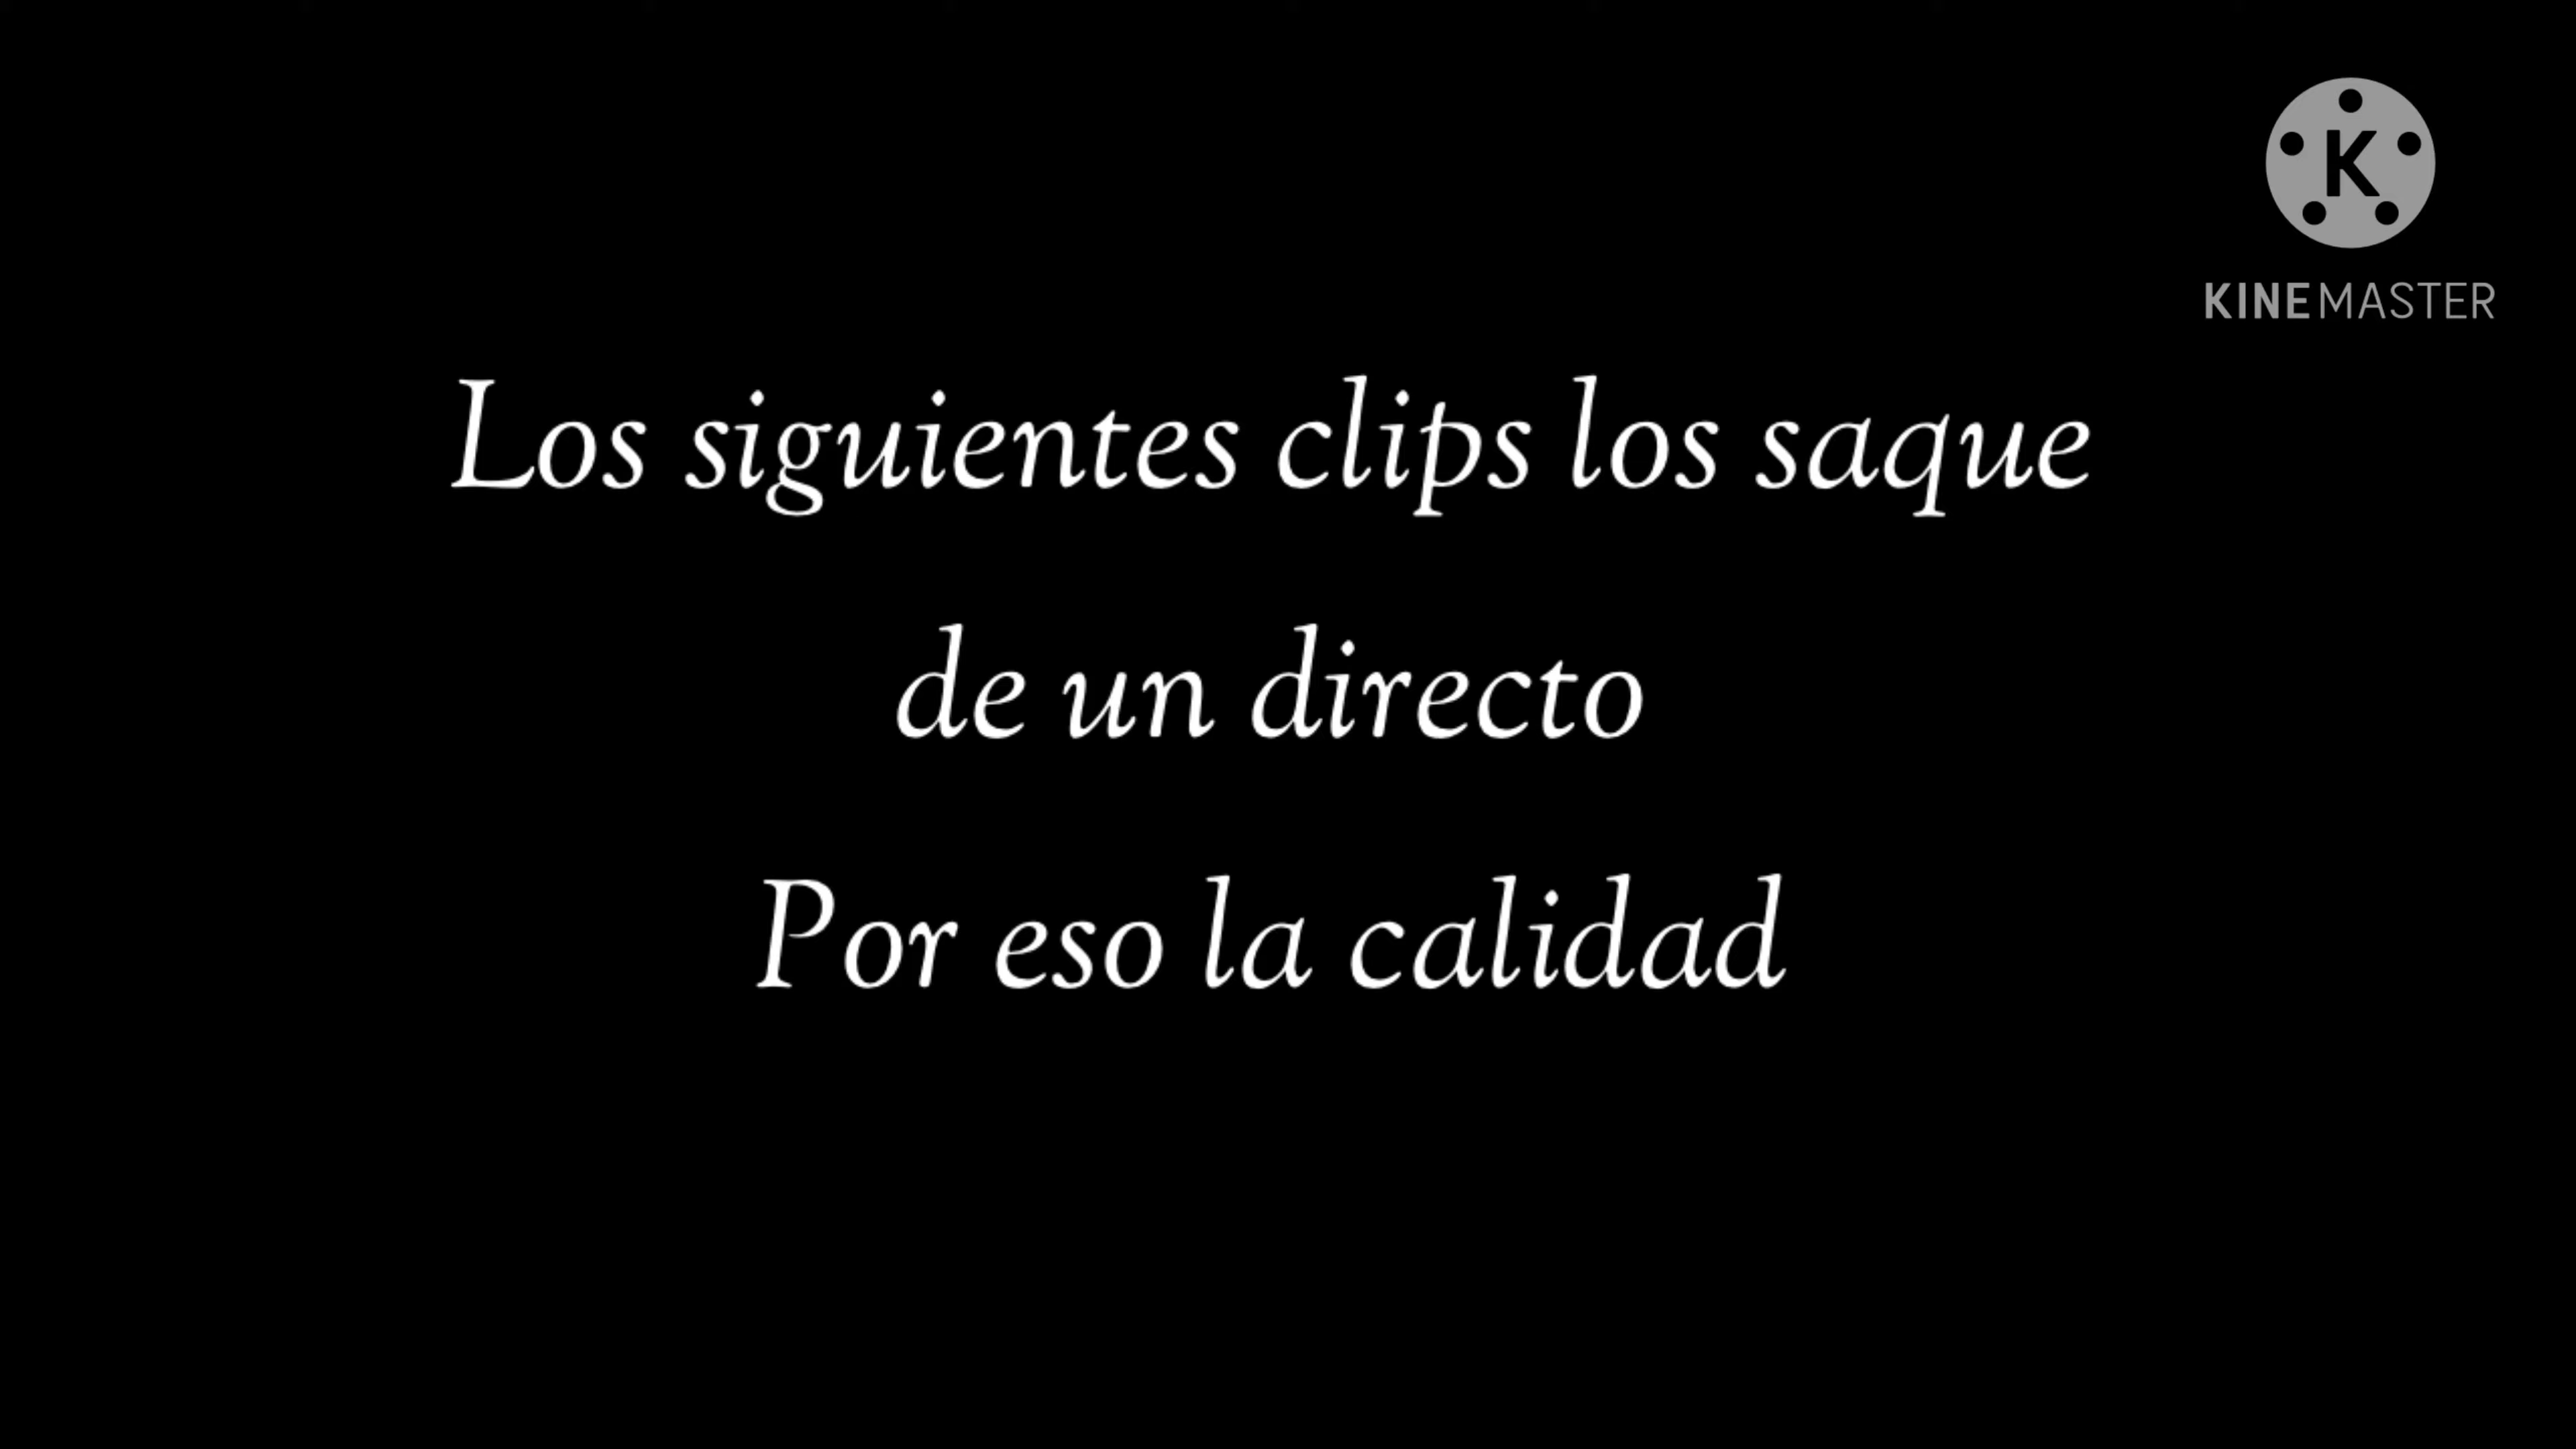 K
KINEMASTER
Los siguientes clips los saque
de un directo
Por eso la calidad